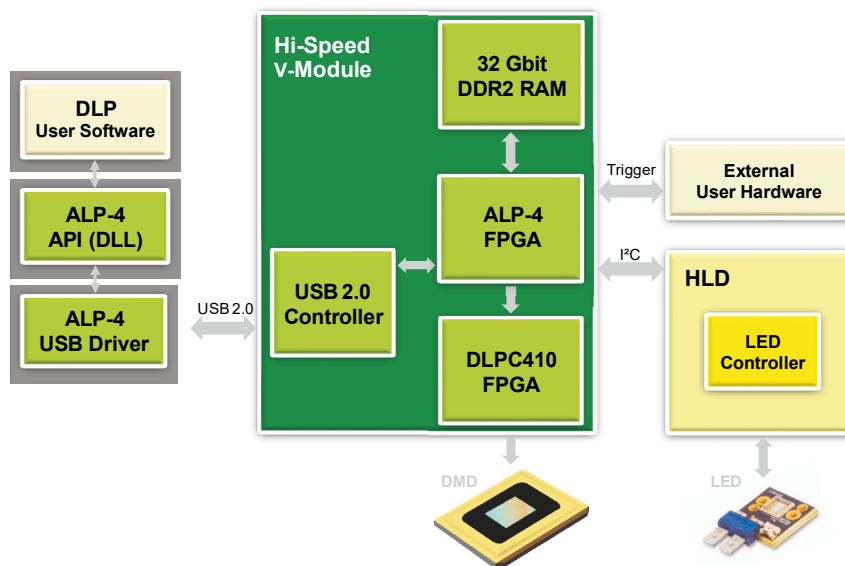 DLP
User Software
ALP-4
API (DLL)
ALP-4
USB Driver
USB 2.0
Hi-Speed
V-Module
32 Gbit
DDR2 RAM
ALP-4
FPGA
USB 2.0
Controller
DLPC410
FPGA
Trigger
External
User Hardware
I²C
HLD
LED
Controller
DMD
LED